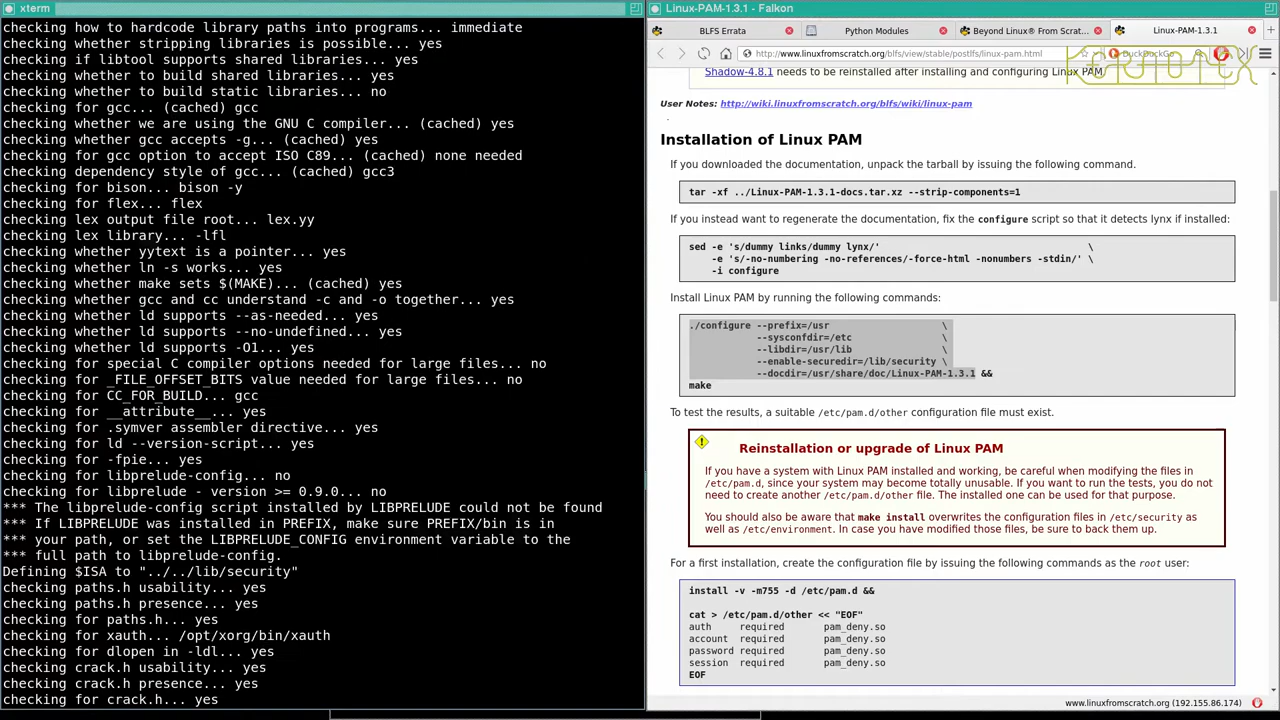 xterm
checking how to hardcode library paths into programs... immediate
checking whether stripping libraries is possible... yes
checking if libtool supports shared libraries... yes
checking whether to build shared libraries... yes
checking whether to build static libraries... no
checking for gcc... (cached) gcc
checking whether we are using the GNU C compiler... (cached) yes
checking whether gcc accepts -g... (cached) yes
checking for gcc option to accept ISO C89... (cached) none needed
checking dependency style of gcc... (cached) gcc3
checking for bison... bison -y
checking for flex... flex
checking lex output file root... lex.yy
checking lex library... -lfl
checking whether yytext is a pointer... yes
checking whether ln -s works... yes
checking whether make sets $(MAKE)... (cached) yes
checking whether gcc and cc understand -c and -o together... yes
checking whether ld supports --as-needed... yes
checking whether ld supports --no-undefined... yes
checking whether ld supports -O1... yes
checking for special C compiler options needed for large files... no
checking for _FILE_OFFSET_BITS value needed for large files... no
checking for CC_FOR_BUILD... gcc
checking for __attribute__... yes
checking for .symver assembler directive... yes
checking for ld --version-script... yes
checking for -fpie... yes
checking for libprelude-config... no
checking for libprelude - version >= 0.9.0... no
*** The libprelude-config script installed by LIBPRELUDE could not be found
*** If LIBPRELUDE was installed in PREFIX, make sure PREFIX/bin is in
*** your path, or set the LIBPRELUDE_CONFIG environment variable to the
*** full path to libprelude-config.
Defining $ISA to "../../lib/security"
checking paths.h usability... yes
checking paths.h presence... yes
checking for paths.h... yes
checking for xauth... /opt/xorg/bin/xauth
checking for dlopen in -ldl... yes
checking crack.h usability... yes
checking crack.h presence... yes
checking for crack.h... yes
Linux-PAM-1.3.1 - Falkon
BLFS Errata
Python Modules
Beyond Linux® From Scrat...
Linux-PAM-1.3.1
http://www.linuxfromscratch.org/blfs/view/stable/postlfs/linux-pam.html
DuckDuckGo
Shadow-4.8.1 needs to be reinstalled after installing and configuring Linux PAM.
User Notes: http://wiki.linuxfromscratch.org/blfs/wiki/linux-pam
Installation of Linux PAM
If you downloaded the documentation, unpack the tarball by issuing the following command.
tar -xf ../Linux-PAM-1.3.1-docs.tar.xz --strip-components=1
If you instead want to regenerate the documentation, fix the configure script so that it detects lynx if installed:
sed -e 's/dummy links/dummy lynx/' \
-e 's/-no-numbering -no-references/-force-html -nonumbers -stdin/' \
-i configure
Install Linux PAM by running the following commands:
./configure --prefix=/usr \
--sysconfdir=/etc \
--libdir=/usr/lib \
--enable-securedir=/lib/security \
--docdir=/usr/share/doc/Linux-PAM-1.3.1 &&
make
To test the results, a suitable /etc/pam.d/other configuration file must exist.
Reinstallation or upgrade of Linux PAM
If you have a system with Linux PAM installed and working, be careful when modifying the files in
/etc/pam.d, since your system may become totally unusable. If you want to run the tests, you do not
need to create another /etc/pam.d/other file. The installed one can be used for that purpose.
You should also be aware that make install overwrites the configuration files in /etc/security as
well as /etc/environment. In case you have modified those files, be sure to back them up.
For a first installation, create the configuration file by issuing the following commands as the root user:
install -v -m755 -d /etc/pam.d &&
cat > /etc/pam.d/other << "EOF"
auth required pam_deny.so
account required pam_deny.so
password required pam_deny.so
session required pam_deny.so
EOF
www.linuxfromscratch.org (192.155.86.174)